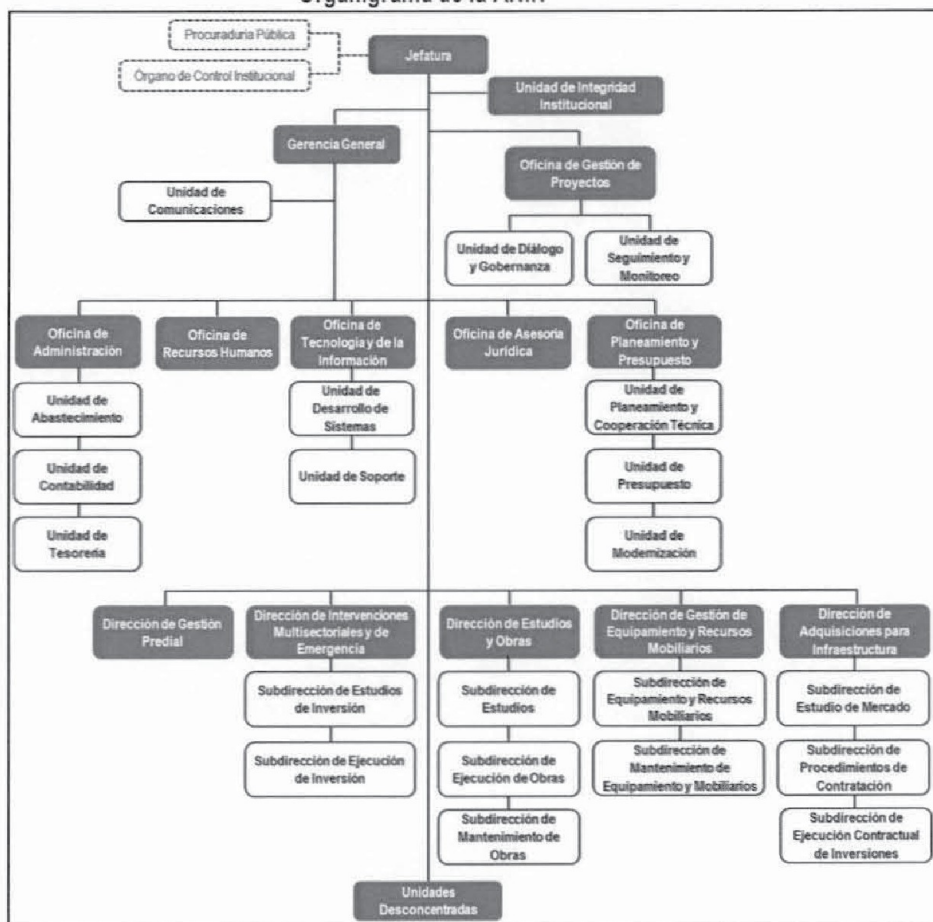 Organigrama de la
Procuraduría Pública
Jefatura
Órgano de Control Institucional
Unidad de Integridad
Institucional
Gerencia General
Oficina de Gestión de
Proyectos
Unidad de
Comunicaciones
Unidad de Diálogo
y Gobernanza
Unidad de
Seguimiento y
Monitoreo
Oficina de
Administración
Oficina de
Recursos Humanos
Oficina de
Tecnología y de la
Información
Oficina de Asesoría
Jurídica
Oficina de
Planeamiento y
Presupuesto
Unidad de
Abastecimiento
Unidad de
Desarrollo de
Sistemas
Unidad de
Planeamiento y
Cooperación Técnica
Unidad de
Contabilidad
Unidad de Soporte
Unidad de
Presupuesto
Unidad de
Tesorería
Unidad de
Modernización
Dirección de Gestión
Predial
Dirección de Intervenciones
Multisectoriales y de
Emergencia
Dirección de Estudios
y Obras
Dirección de Gestión de
Equipamiento y Recursos
Mobiliarios
Dirección de
Adquisiciones para
Infraestructura
Subdirección de Estudios
de Inversión
Subdirección de
Estudios
Subdirección de
Equipamiento y Recursos
Mobiliarios
Subdirección de
Estudio de Mercado
Subdirección de Ejecución
de Inversión
Subdirección de
Ejecución de Obras
Subdirección de
Mantenimiento de
Equipamiento y Mobiliarios
Subdirección de
Procedimientos de
Contratación
Subdirección de
Mantenimiento de
Obras
Subdirección de
Ejecución Contractual
de Inversiones
Unidades
Desconcentradas